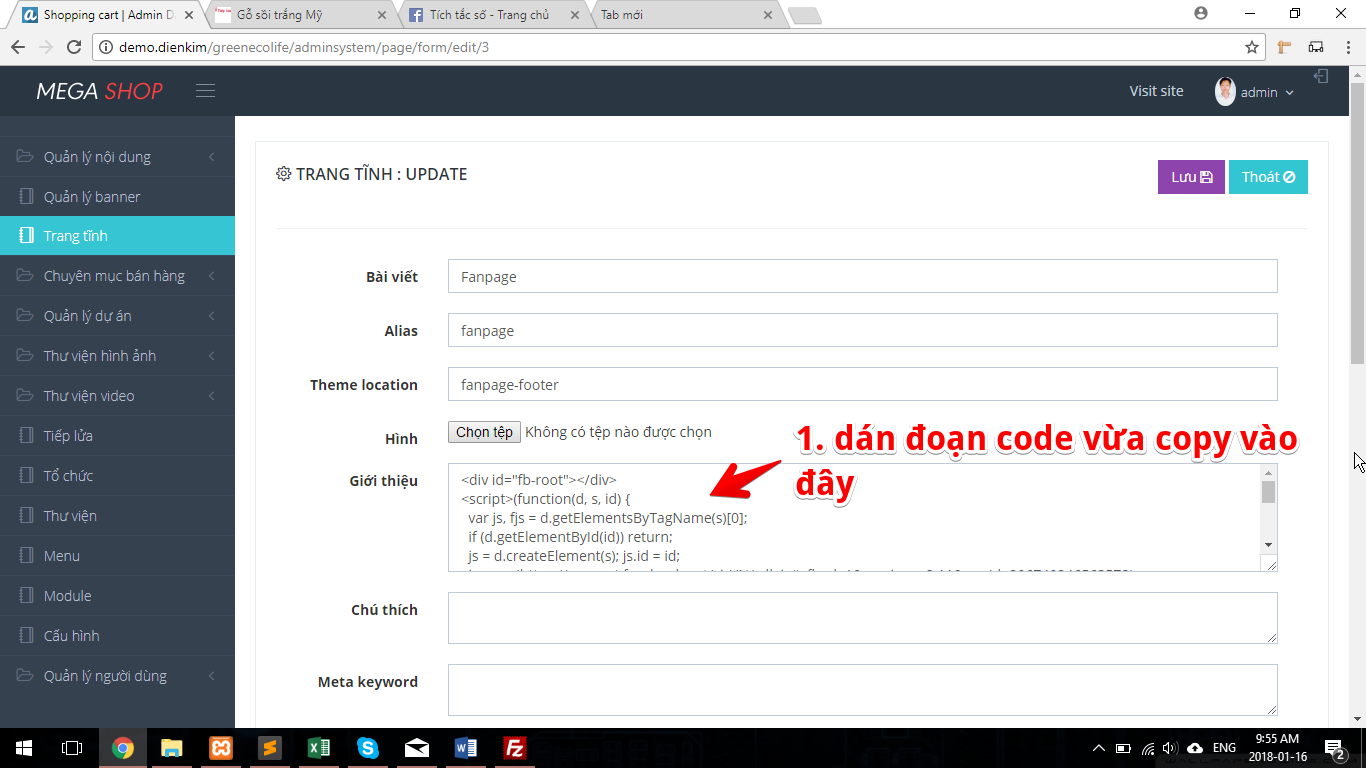 Shopping cart | Admin D
Gỗ sồi trắng Mỹ
Tích tắc số - Trang chủ
Tab mới
demo.dienkim/greenecolife/adminsystem/page/form/edit/3
MEGA SHOP
Visit site
admin
Quản lý nội dung
Quản lý banner
Trang tĩnh
Chuyên mục bán hàng
Quản lý dự án
Thư viện hình ảnh
Thư viện video
Tiếp lửa
Tổ chức
Thư viện
Menu
Module
Cấu hình
Quản lý người dùng
TRANG TĨNH : UPDATE
Lưu
Thoát
Bài viết
Fanpage
Alias
fanpage
Theme location
fanpage-footer
Hình
Chọn tệp Không có tệp nào được chọn
1. dán đoạn code vừa copy vào
đây
Giới thiệu
<div id="fb-root"></div>
<script>(function(d, s, id) {
var js, fjs = d.getElementsByTagName(s)[0];
if (d.getElementById(id)) return;
js = d.createElement(s); js.id = id;
Chú thích
Meta keyword
ENG
9:55 AM
2018-01-16
2